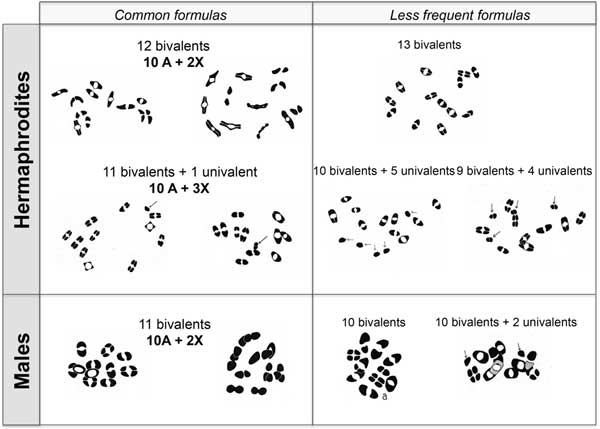 Common formulas
Less frequent formulas
Hermaphrodites
12 bivalents
10 A + 2X
13 bivalents
11 bivalents + 1 univalent
10 A + 3X
10 bivalents + 5 univalents
9 bivalents + 4 univalents
Males
11 bivalents
10A + 2X
10 bivalents
a
10 bivalents + 2 univalents